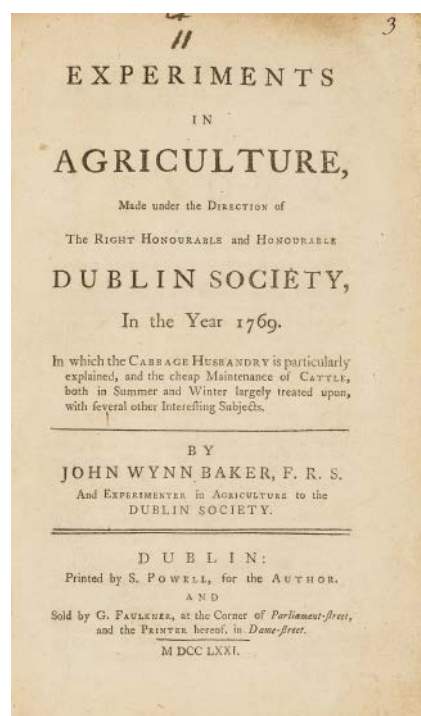 11
3
EXPERIMENTS
IN
AGRICULTURE,
Made under the DIRECTION of
The RIGHT HONOURABLE and HONOURABLE
DUBLIN SOCIETY,
In the Year 1769.
In which the CABBAGE HUSBANDRY is particularly
explained, and the cheap Maintenance of CATTLE,
both in Summer and Winter largely treated upon,
with ſeveral other Intereſting Subjects.
BY
JOHN WYNN BAKER, F. R. S.
And EXPERIMENTER in AGRICULTURE to the
DUBLIN SOCIETY.
DUBLIN:
Printed by S. POWELL, for the AUTHOR.
AND
Sold by G. FAULKNER, at the Corner of Parliament-ſtreet,
and the PRINTER hereof, in Dame-ſtreet.
M DCC LXXI.